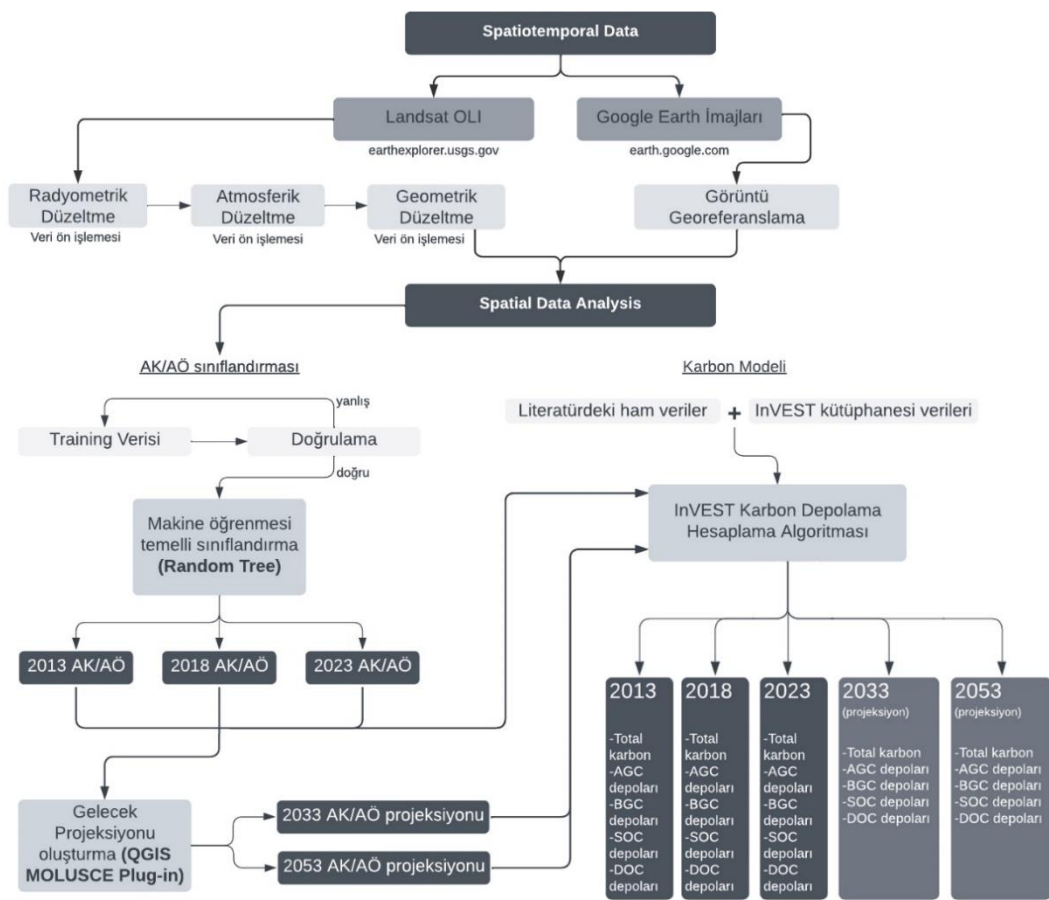 Spatiotemporal Data
Landsat OLI
Google Earth İmajları
earthexplorer.usgs.gov
earth.google.com
Radyometrik
Düzeltme
Veri ön işlemesi
Atmosferik
Düzeltme
Veri ön işlemesi
Geometrik
Düzeltme
Veri ön işlemesi
Görüntü
Georeferanslama
Spatial Data Analysis
AK/AÖ sınıflandırması
yanlış
Training Verisi
Doğrulama
doğru
Makine öğrenmesi
temelli sınıflandırma
(Random Tree)
2013 AK/AÖ
2018 AK/AÖ
2023 AK/AÖ
Gelecek
Projeksiyonu
oluşturma (QGIS
MOLUSCE Plug-in)
2033 AK/AÖ projeksiyonu
2053 AK/AÖ projeksiyonu
Karbon Modeli
Literatürdeki ham veriler + InVEST kütüphanesi verileri
InVEST Karbon Depolama
Hesaplama Algoritması
2013
-Total
karbon
-AGC
depoları
-BGC
depoları
-SOC
depoları
-DOC
depoları
2018
-Total
karbon
-AGC
depoları
-BGC
depoları
-SOC
depoları
-DOC
depoları
2023
-Total
karbon
-AGC
depoları
-BGC
depoları
-SOC
depoları
-DOC
depoları
2033
(projeksiyon)
-Total karbon
-AGC depoları
-BGC depoları
-SOC depoları
-DOC depoları
2053
(projeksiyon)
-Total karbon
-AGC depoları
-BGC depoları
-SOC depoları
-DOC depoları